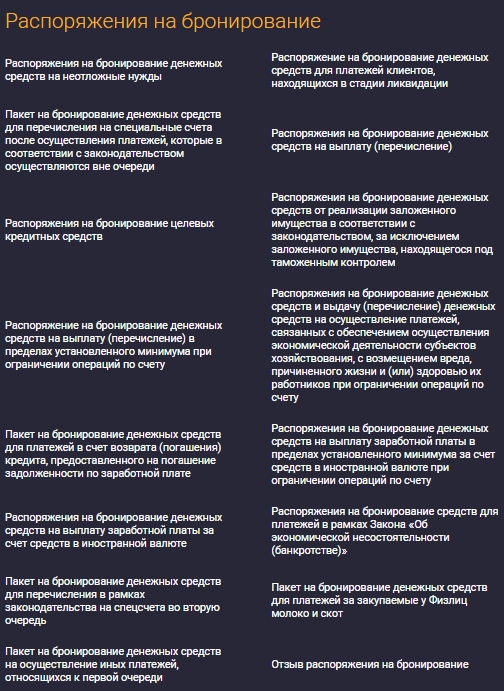 Распоряжения на бронирование
Распоряжения на бронирование денежных
средств на неотложные нужды
Распоряжение на бронирование денежных
средств для платежей клиентов,
находящихся в стадии ликвидации
Пакет на бронирование денежных средств
для перечисления на специальные счета
после осуществления платежей, которые в
соответствии с законодательством
осуществляются вне очереди
Распоряжения на бронирование денежных
средств на выплату (перечисление)
Распоряжения на бронирование целевых
кредитных средств
Распоряжения на бронирование денежных
средств от реализации заложенного
имущества в соответствии с
законодательством, за исключением
заложенного имущества, находящегося под
таможенным контролем
Распоряжения на бронирование денежных
средств на выплату (перечисление) в
пределах установленного минимума при
ограничении операций по счету
Распоряжения на бронирование денежных
средств и выдачу (перечисление) денежных
средств на осуществление платежей,
связанных с обеспечением осуществления
экономической деятельности субъектов
хозяйствования, с возмещением вреда,
причиненного жизни и (или) здоровью их
работников при ограничении операций по
счету
Пакет на бронирование денежных средств
для платежей в счет возврата (погашения)
кредита, предоставленного на погашение
задолженности по заработной плате
Распоряжения на бронирование денежных
средств на выплату заработной платы в
пределах установленного минимума за счет
средств в иностранной валюте при
ограничении операций по счету
Распоряжения на бронирование денежных
средств на выплату заработной платы за
счет средств в иностранной валюте
Распоряжения на бронирование средств для
платежей в рамках Закона «Об
экономической несостоятельности
(банкротстве)»
Пакет на бронирование денежных средств
для перечисления в рамках
законодательства на спецсчета во вторую
очередь
Пакет на бронирование денежных средств
для платежей за закупаемые у Физлиц
молоко и скот
Пакет на бронирование денежных средств
на осуществление иных платежей,
относящихся к первой очереди
Отзыв распоряжения на бронирование